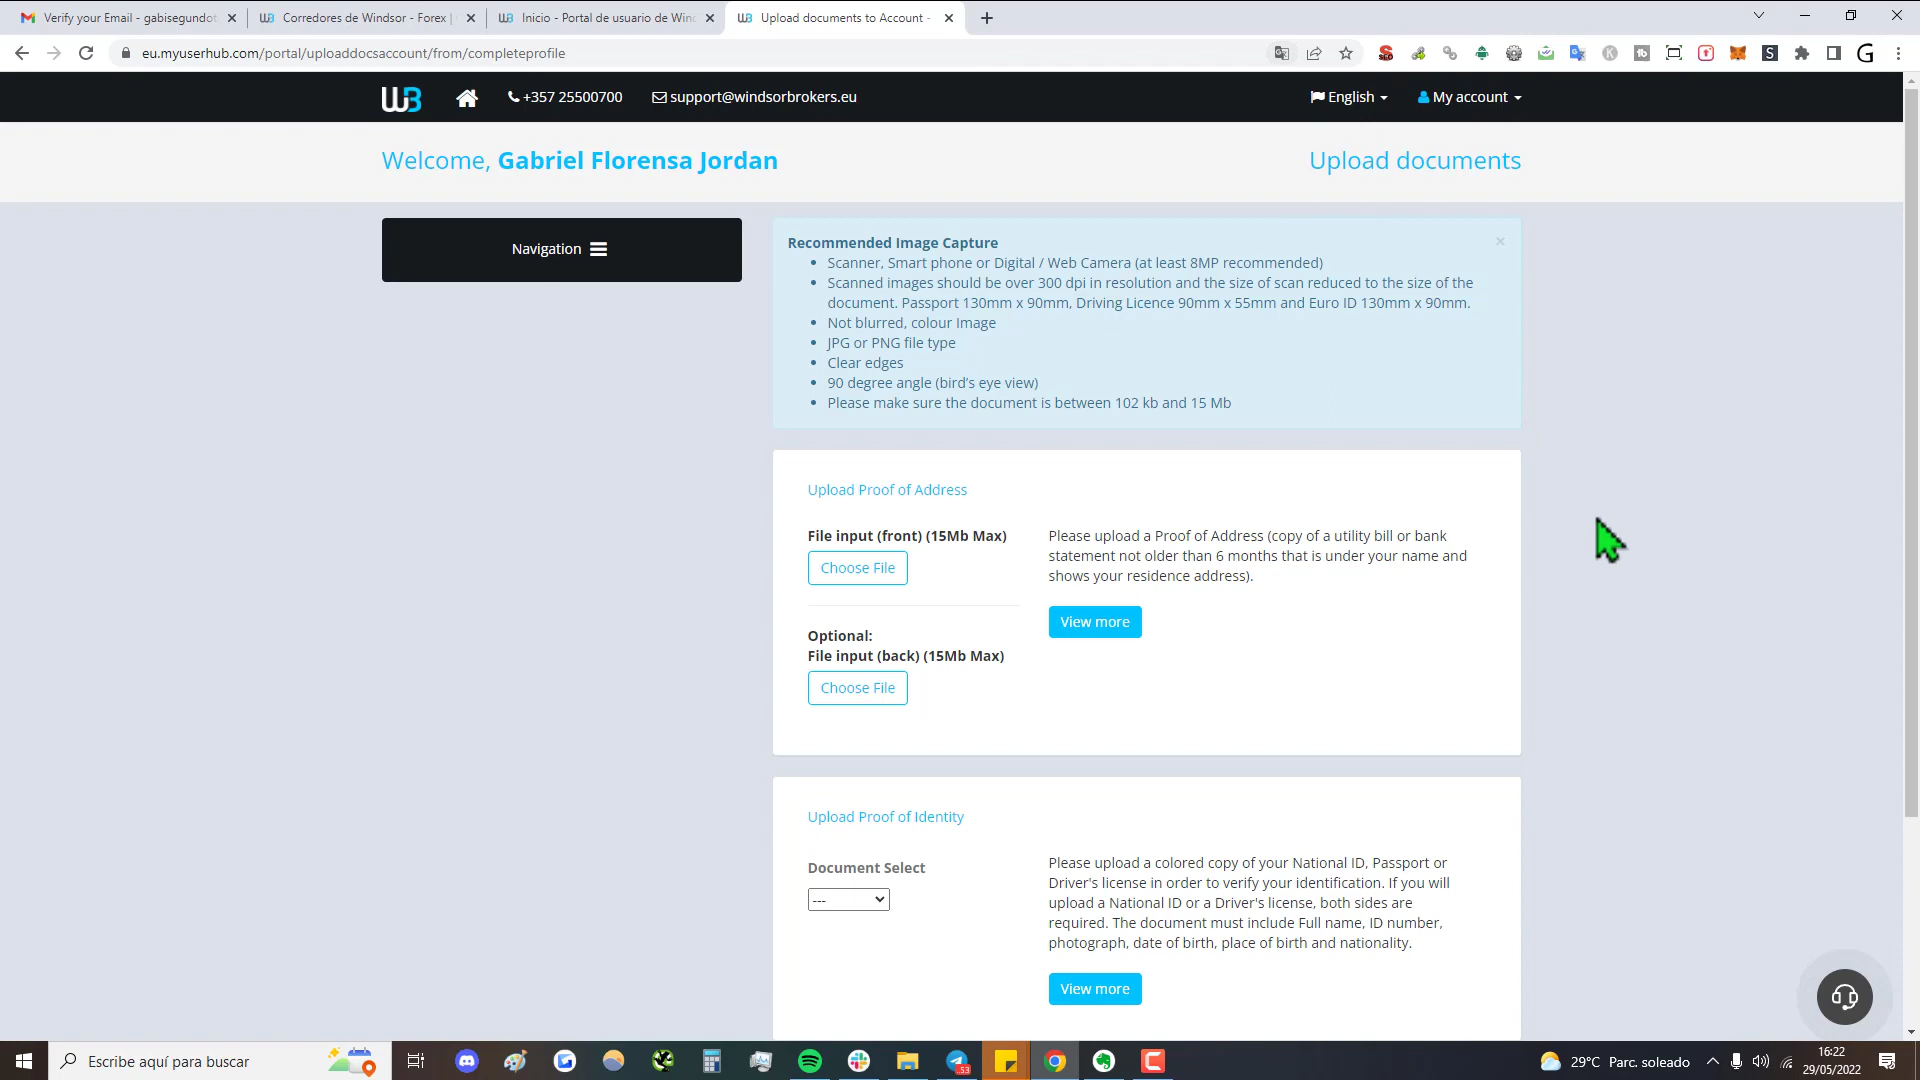 Verify your Email - gabisegundot
Corredores de Windsor - Forex |
Inicio - Portal de usuario de Win
Upload documents to Account -
eu.myuserhub.com/portal/uploaddocsaccount/from/completeprofile
WB
+357 25500700
support@windsorbrokers.eu
English
My account
Welcome, Gabriel Florensa Jordan
Upload documents
Navigation
Recommended Image Capture
Scanner, Smart phone or Digital / Web Camera (at least 8MP recommended)
Scanned images should be over 300 dpi in resolution and the size of scan reduced to the size of the
document. Passport 130mm x 90mm, Driving Licence 90mm x 55mm and Euro ID 130mm x 90mm.
Not blurred, colour Image
JPG or PNG file type
Clear edges
90 degree angle (bird's eye view)
Please make sure the document is between 102 kb and 15 Mb
Upload Proof of Address
File input (front) (15Mb Max)
Choose File
Please upload a Proof of Address (copy of a utility bill or bank
statement not older than 6 months that is under your name and
shows your residence address).
View more
Optional:
File input (back) (15Mb Max)
Choose File
Upload Proof of Identity
Document Select
---
Please upload a colored copy of your National ID, Passport or
Driver's license in order to verify your identification. If you will
upload a National ID or a Driver's license, both sides are
required. The document must include Full name, ID number,
photograph, date of birth, place of birth and nationality.
View more
Escribe aquí para buscar
53
29°C Parc. soleado
16:22
29/05/2022